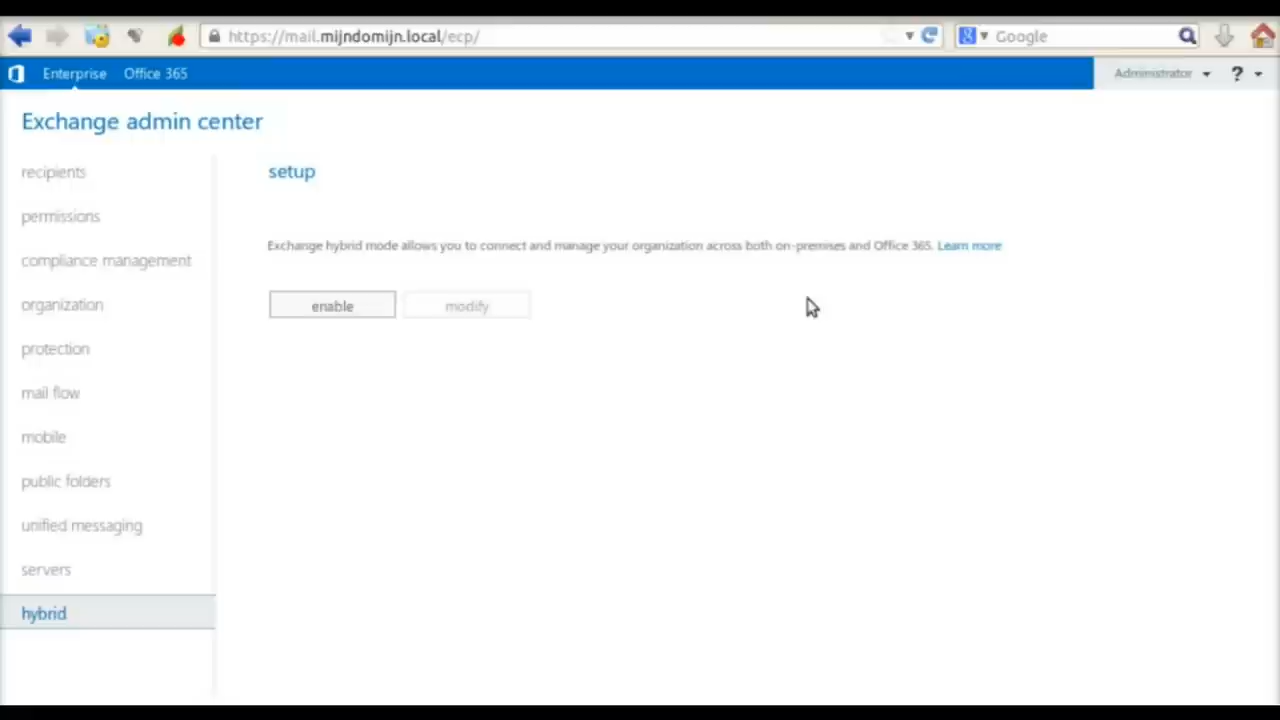 https://mail.mijndomijn.local/ecp/
Google
Enterprise Office 365
Administrator ?
Exchange admin center
recipients
permissions
compliance management
organization
protection
mail flow
mobile
public folders
unified messaging
servers
hybrid
setup
Exchange hybrid mode allows you to connect and manage your organization across both on-premises and Office 365. Learn more
enable modify